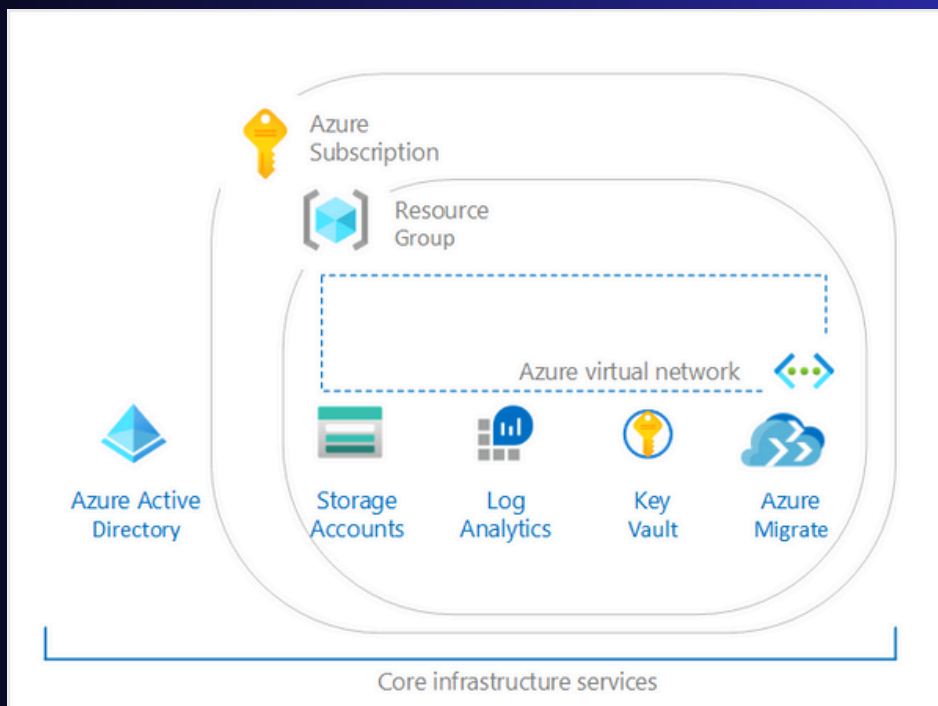 Azure
Subscription
Resource
Group
Azure virtual network
Azure Active
Directory
Storage
Accounts
Log
Analytics
Key
Vault
Azure
Migrate
Core infrastructure services